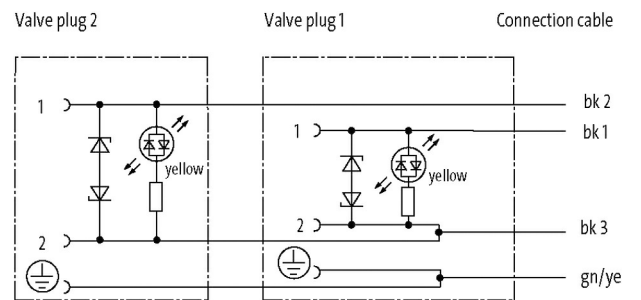 Valve plug 2 Valve plug 1 Connection cable
1 bk 2
1 bk 1
yellow yellow
2 bk 3
2
gn/ye